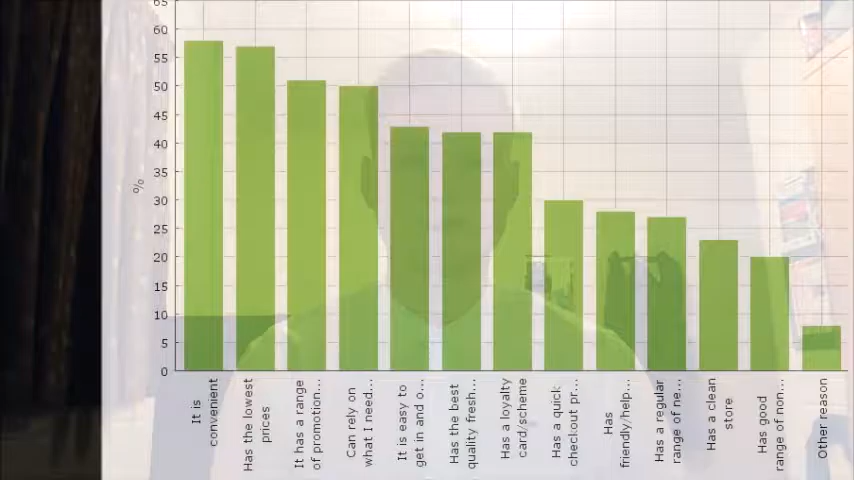 65
60
55
50
45
40
35
30
25
20
15
10
5
0
%
It is
convenient
Has the lowest
prices
It has a range
of promotion...
Can rely on
what I need...
It is easy to
get in and o...
Has the best
quality fresh...
Has a loyalty
card/scheme
Has a quick
checkout pr...
Has
friendly/help...
Has a regular
range of ne...
Has a clean
store
Has good
range of non...
Other reason